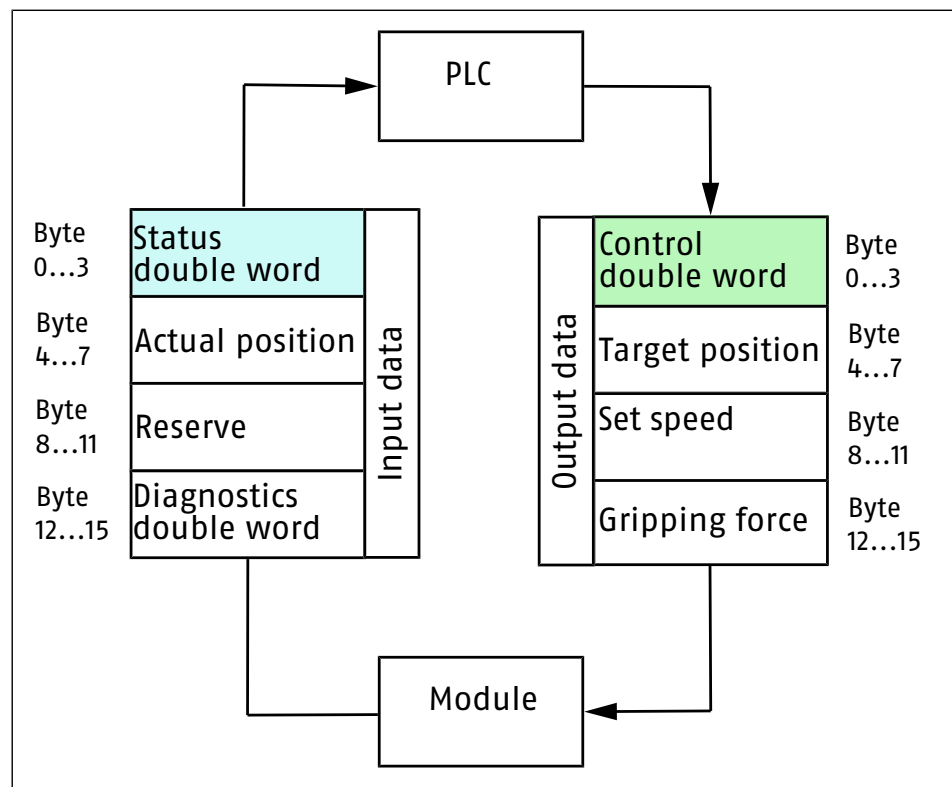 PLC
Byte
0...3
Status
double word
Byte
4...7
Actual position
Byte
8...11
Reserve
Byte
12...15
Diagnostics
double word
Input data
Output data
Control
double word
Byte
0...3
Target position
Byte
4...7
Set speed
Byte
8...11
Gripping force
Byte
12...15
Module